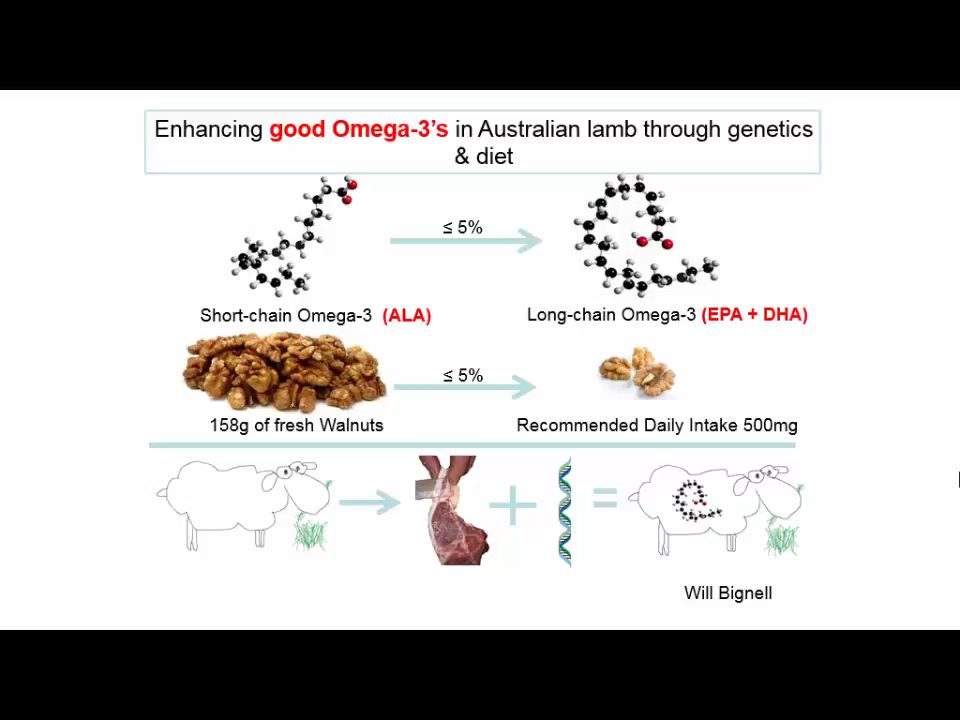 Enhancing good Omega-3's in Australian lamb through genetics
& diet
≤ 5%
Short-chain Omega-3 (ALA)
Long-chain Omega-3 (EPA + DHA)
≤ 5%
158g of fresh Walnuts
Recommended Daily Intake 500mg
Will Bignell